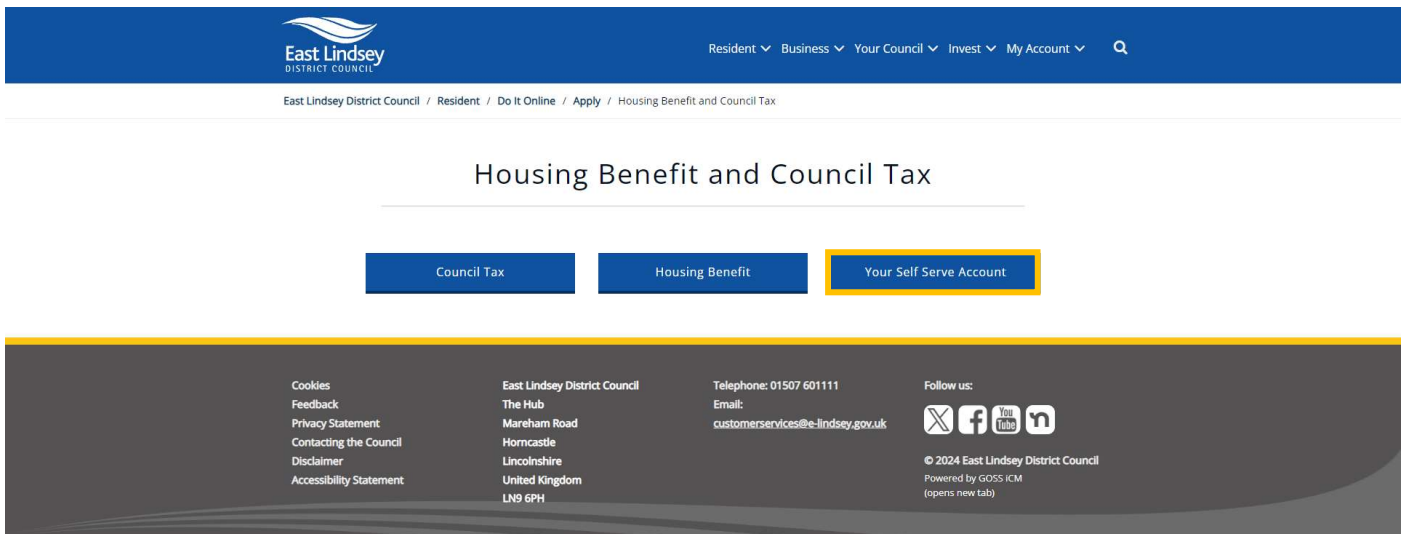 East Lindsey
DISTRICT COUNCIL
Resident Business Your Council Invest My Account
East Lindsey District Council / Resident / Do It Online / Apply / Housing Benefit and Council Tax
Housing Benefit and Council Tax
Council Tax
Housing Benefit
Your Self Serve Account
Cookies
Feedback
Privacy Statement
Contacting the Council
Disclaimer
Accessibility Statement
East Lindsey District Council
The Hub
Mareham Road
Horncastle
Lincolnshire
United Kingdom
LN9 6PH
Telephone: 01507 601111
Email:
customerservices@e-lindsey.gov.uk
Follow us:
You
Tube
© 2024 East Lindsey District Council
Powered by GOSS iCM
(opens new tab)